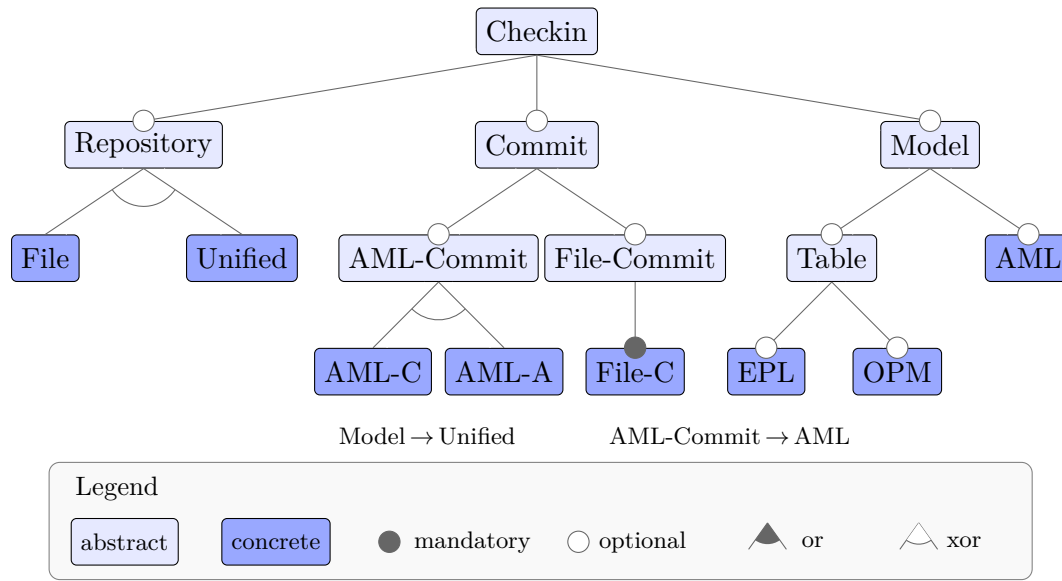 Checkin
Repository Commit Model
File Unified AML-Commit File-Commit Table AML
AML-C AML-A File-C EPL OPM
Model → Unified AML-Commit → AML
Legend
abstract concrete mandatory optional or xor